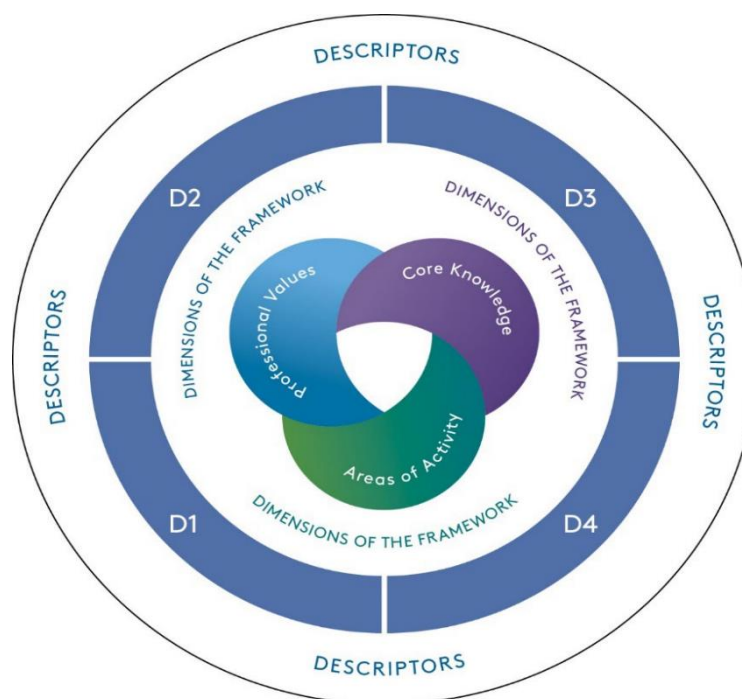 DESCRIPTORS
D2
D3
DIMENSIONS OF THE FRAMEWORK
DIMENSIONS OF THE FRAMEWORK
Professional Values
Core Knowledge
DESCRIPTORS
DESCRIPTORS
Areas of Activity
DIMENSIONS OF THE FRAMEWORK
D1
D4
DESCRIPTORS